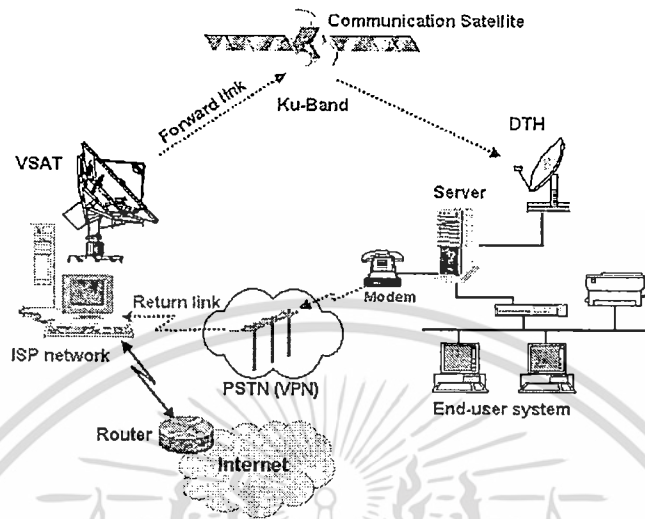 Communication Satellite
Forward link
Ku-Band
DTH
VSAT
Server
Modem
Return link
ISP network
PSTN (VPN)
End-user system
Router
Internet